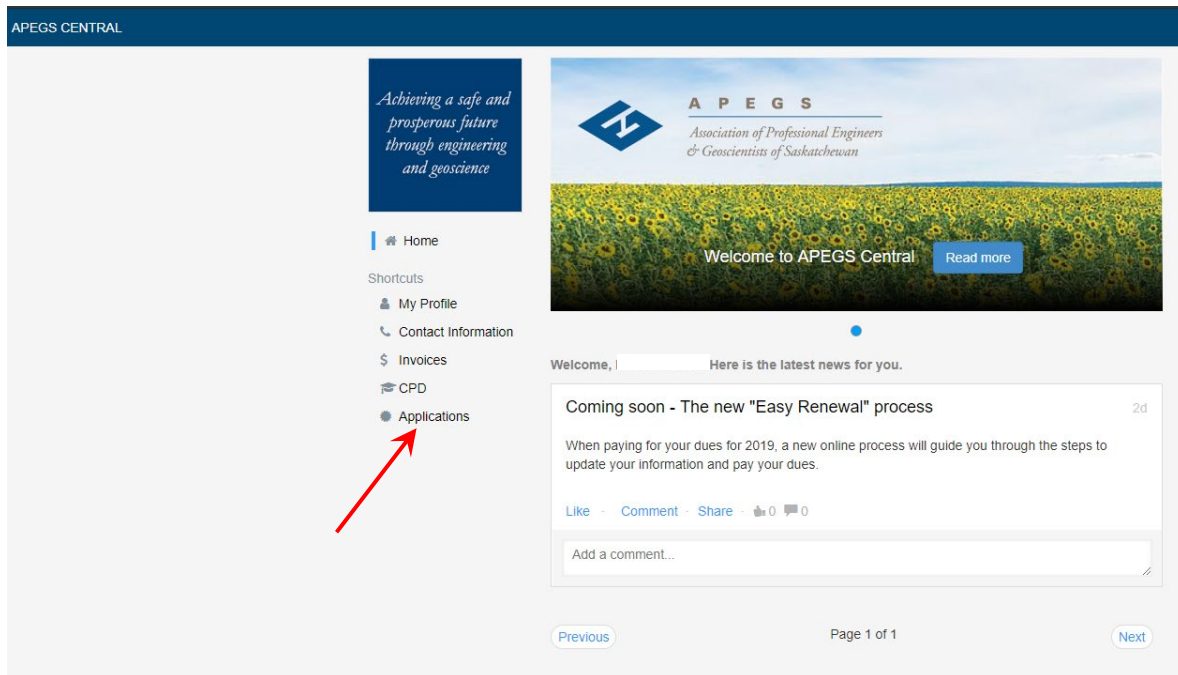 APEGS CENTRAL
Achieving a safe and
prosperous future
through engineering
and geoscience
Home
Shortcuts
My Profile
Contact Information
Invoices
CPD
Applications
A P E G S
Association of Professional Engineers
& Geoscientists of Saskatchewan
Welcome to APEGS Central
Read more
Welcome, Here is the latest news for you.
Coming soon - The new "Easy Renewal" process 2d
When paying for your dues for 2019, a new online process will guide you through the steps to
update your information and pay your dues.
Like · Comment · Share · 0 0
Add a comment...
Previous Page 1 of 1 Next